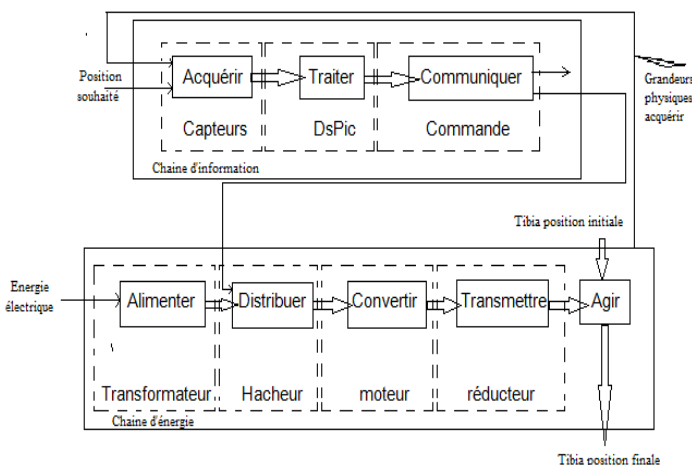 Position
souhaité
Acquérir
Traiter
Communiquer
Grandeurs
physiques
acquérir
Capteurs
DsPic
Commande
Chaine d'information
Tibia position initiale
Energie
électrique
Alimenter
Distribuer
Convertir
Transmettre
Agir
Transformateur
Hacheur
moteur
réducteur
Chaine d'énergie
Tibia position finale